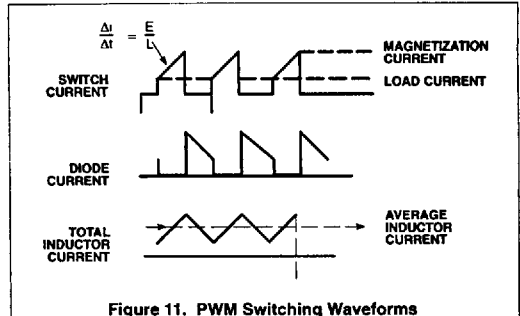 Δı/Δt = E/L
MAGNETIZATION
CURRENT
SWITCH
CURRENT
LOAD CURRENT
DIODE
CURRENT
TOTAL
INDUCTOR
CURRENT
AVERAGE
INDUCTOR
CURRENT
Figure 11. PWM Switching Waveforms